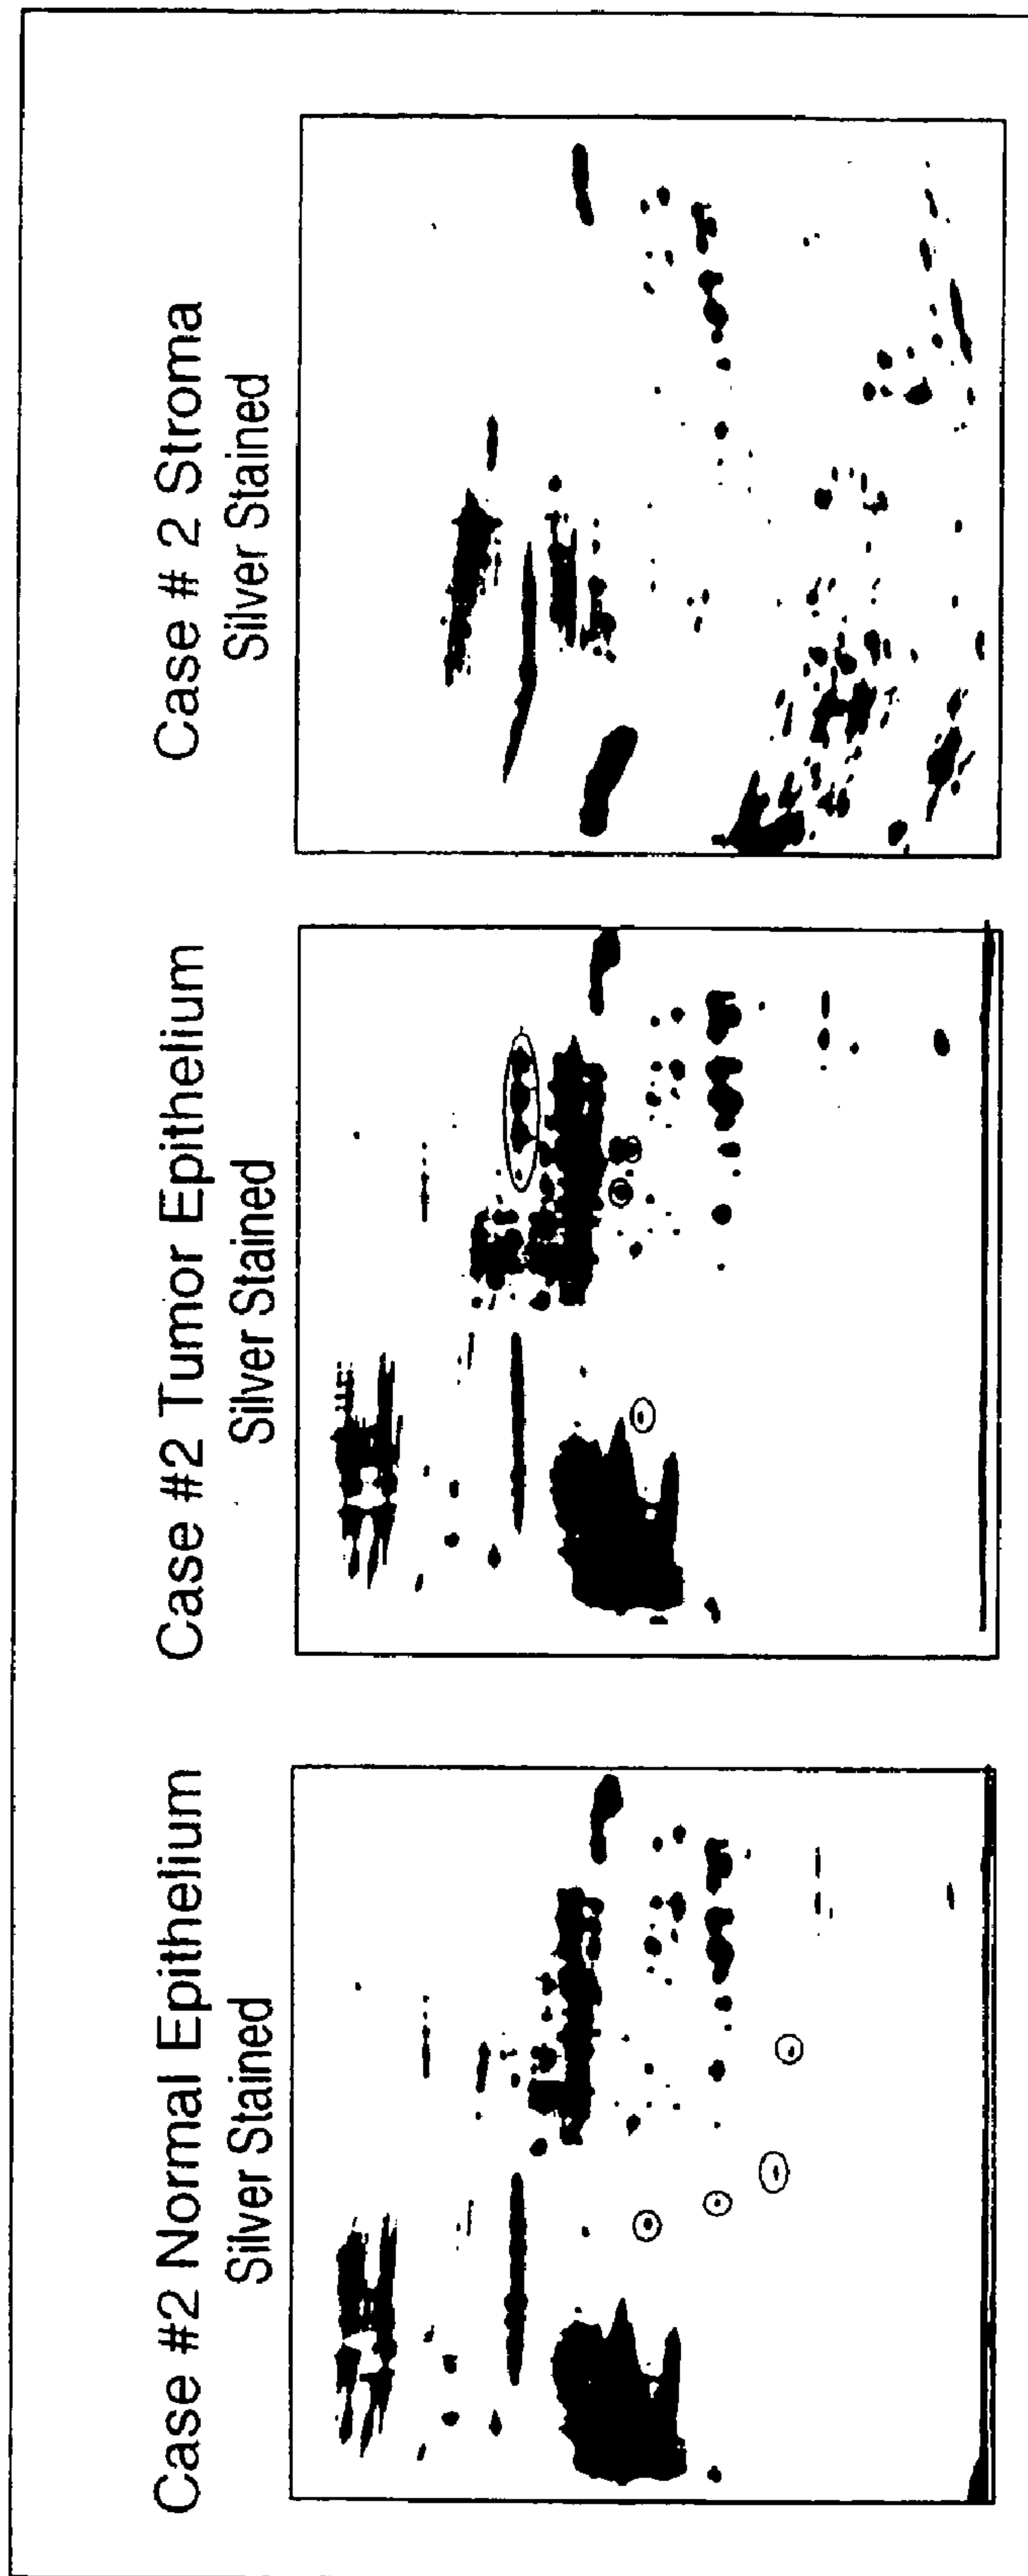 Case #2 Normal Epithelium
Silver Stained
Case #2 Tumor Epithelium
Silver Stained
Case # 2 Stroma
Silver Stained